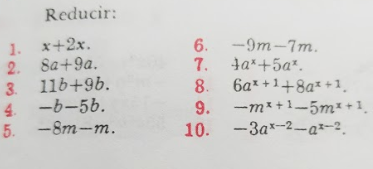 Reducir:
1. x+2x.
2. 8a+9a.
3. 11b+9b.
4. —b—5b.
5. —8m—m.
6. —9m—7m.
7. 4aˣ+5aˣ.
8. 6aˣ⁺¹+8aˣ⁺¹.
9. —mˣ⁺¹—5mˣ⁺¹.
10. —3aˣ⁻²—aˣ⁻².